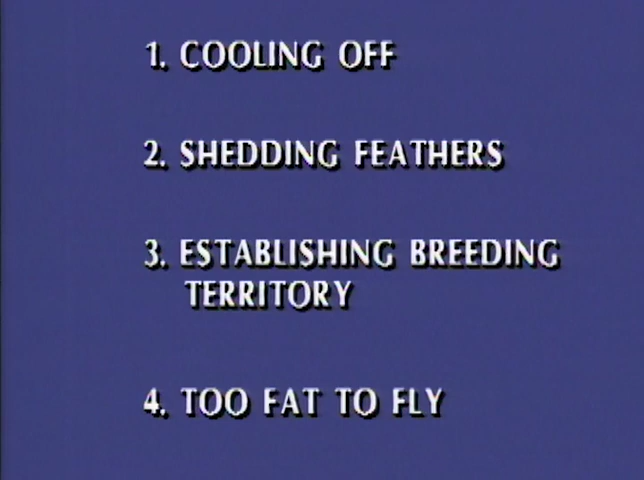 1. COOLING OFF
2. SHEDDING FEATHERS
3. ESTABLISHING BREEDING
TERRITORY
4. TOO FAT TO FLY